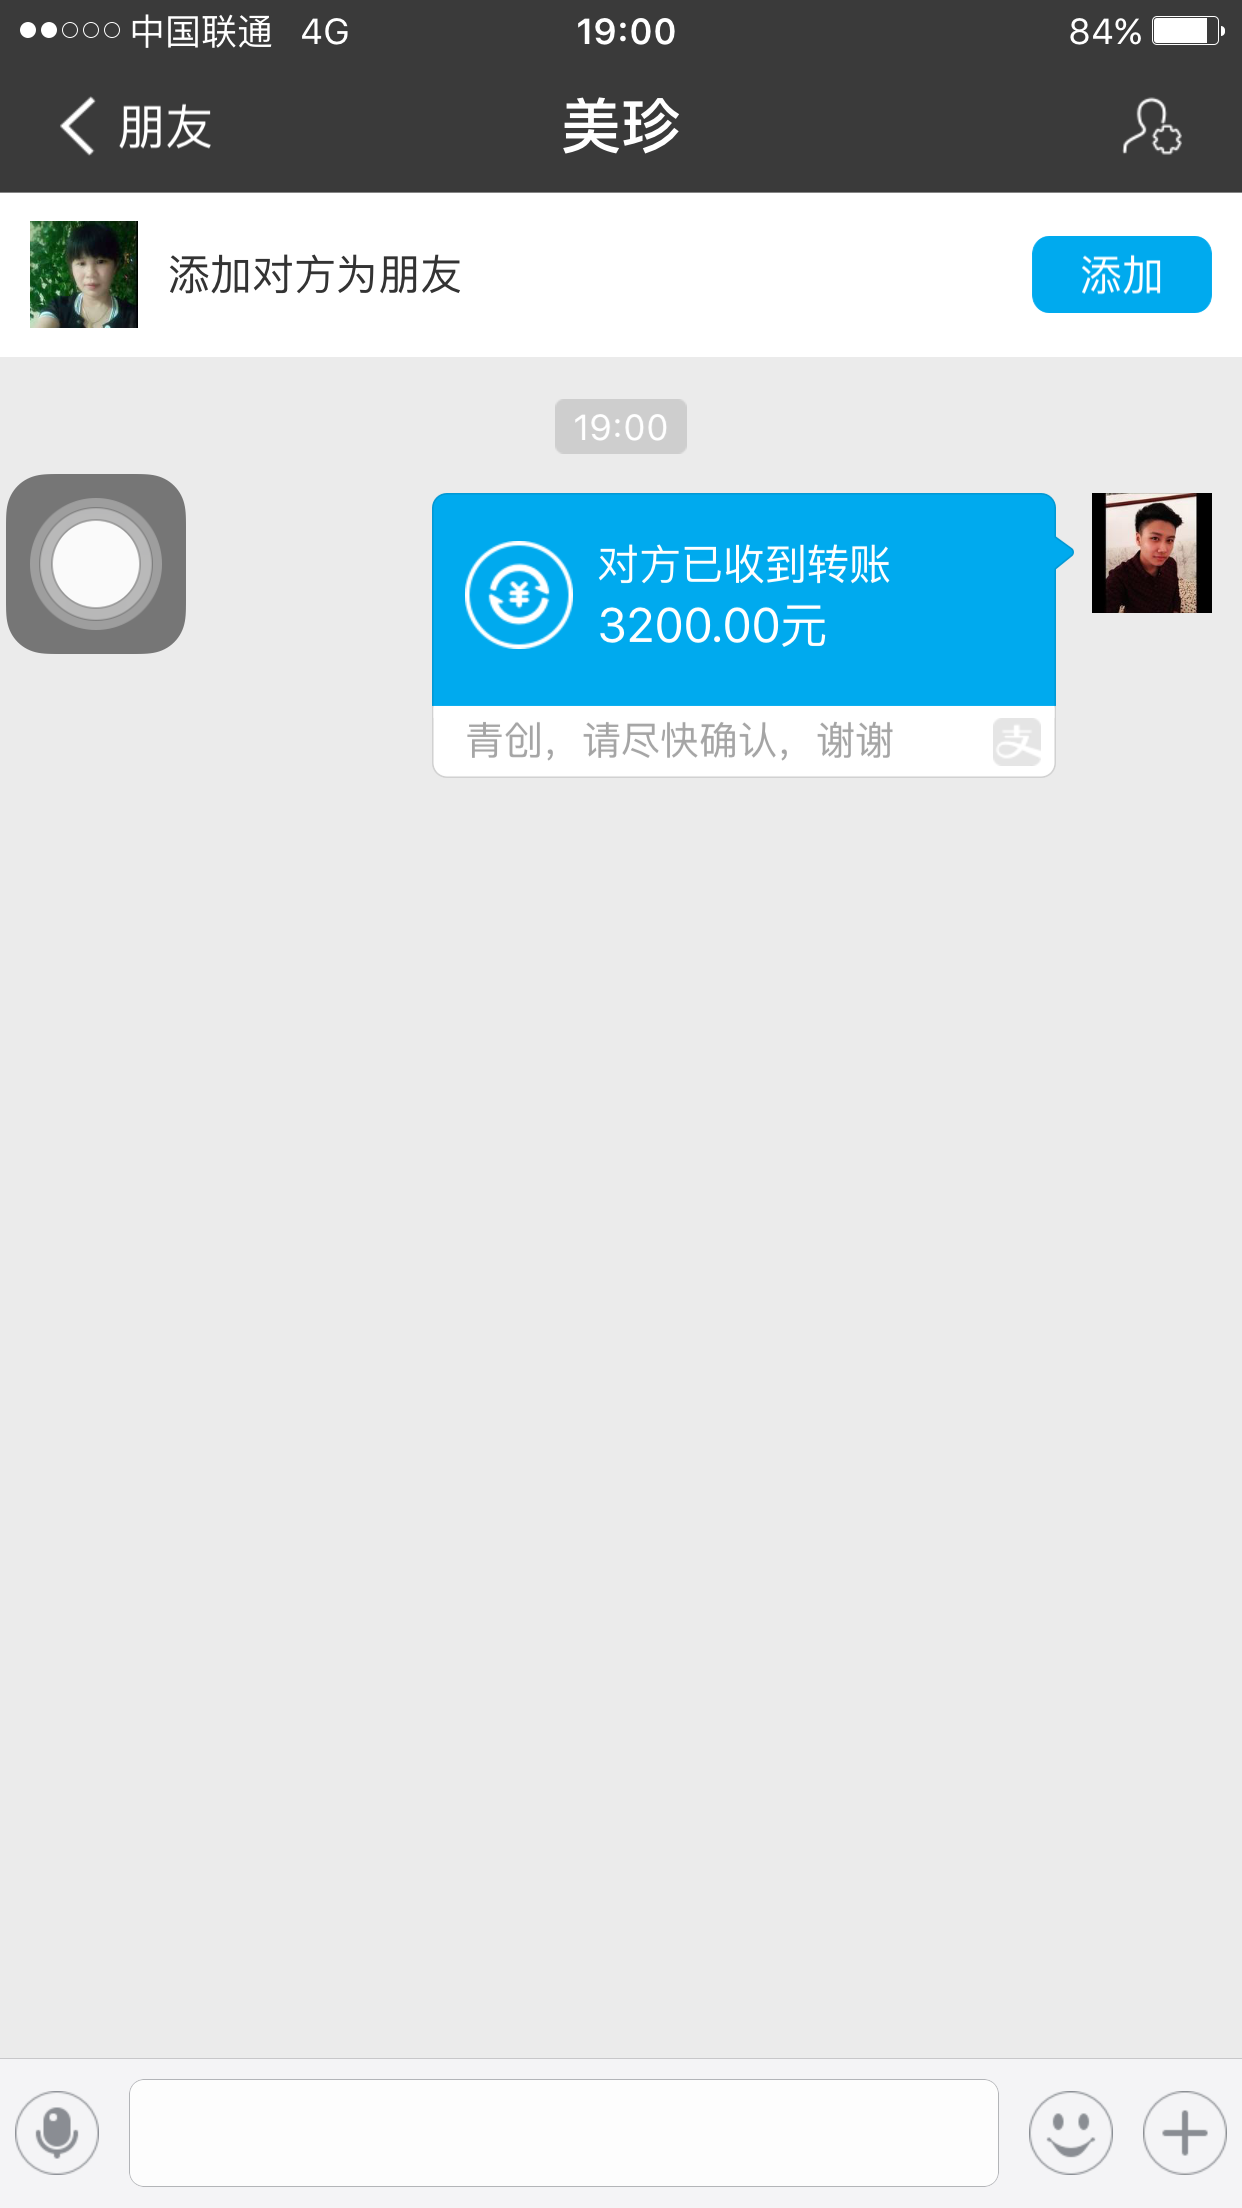 中国联通 4G 19:00 84%
朋友 美珍
添加对方为朋友 添加
19:00
对方已收到转账
3200.00元
青创，请尽快确认，谢谢 支